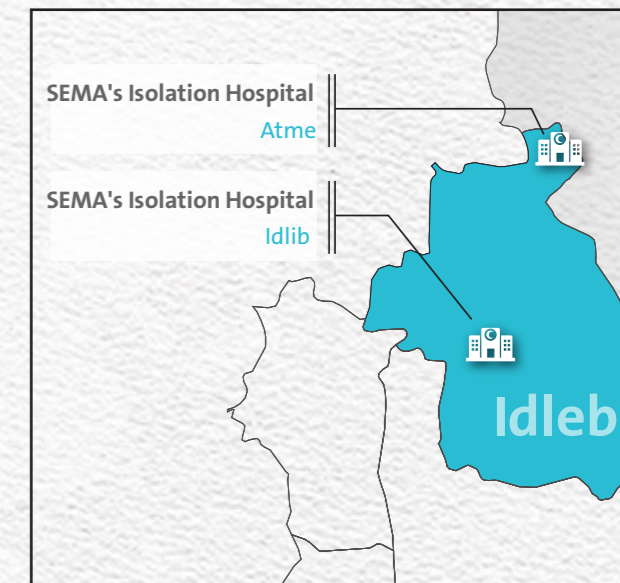 SEMA's Isolation Hospital
Atme
SEMA's Isolation Hospital
Idlib
Idleb